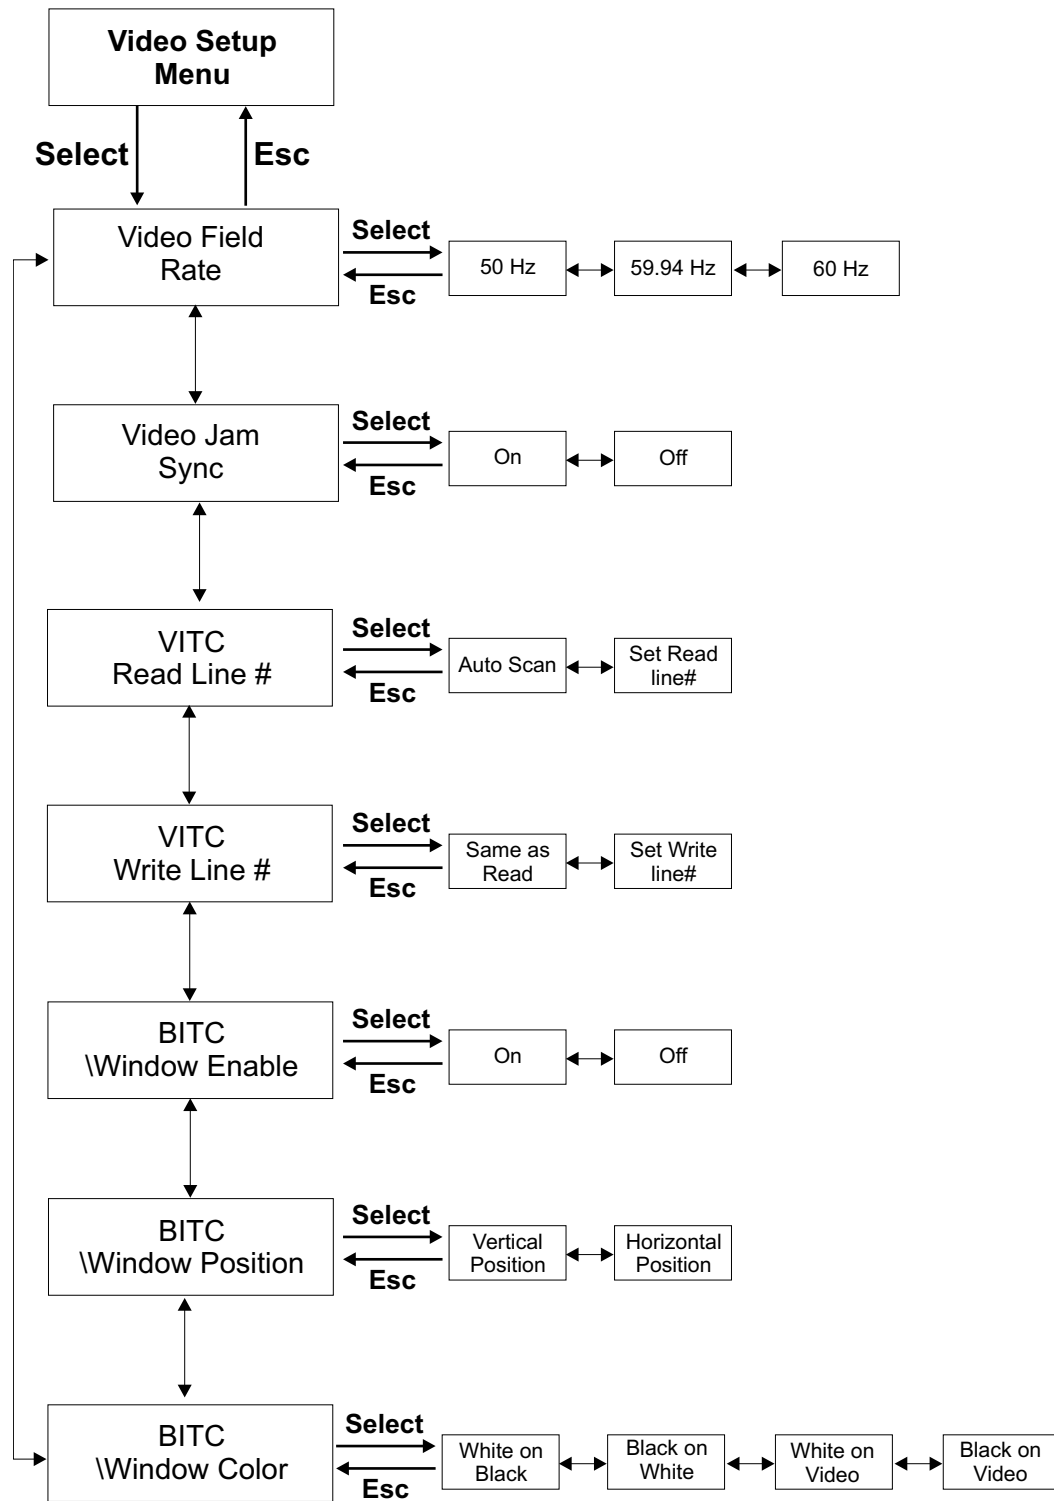 Video Setup
Menu
Select
Esc
Video Field
Rate
Select
Esc
50 Hz
59.94 Hz
60 Hz
Video Jam
Sync
Select
Esc
On
Off
VITC
Read Line #
Select
Esc
Auto Scan
Set Read
line#
VITC
Write Line #
Select
Esc
Same as
Read
Set Write
line#
BITC
\Window Enable
Select
Esc
On
Off
BITC
\Window Position
Select
Esc
Vertical
Position
Horizontal
Position
BITC
\Window Color
Select
Esc
White on
Black
Black on
White
White on
Video
Black on
Video